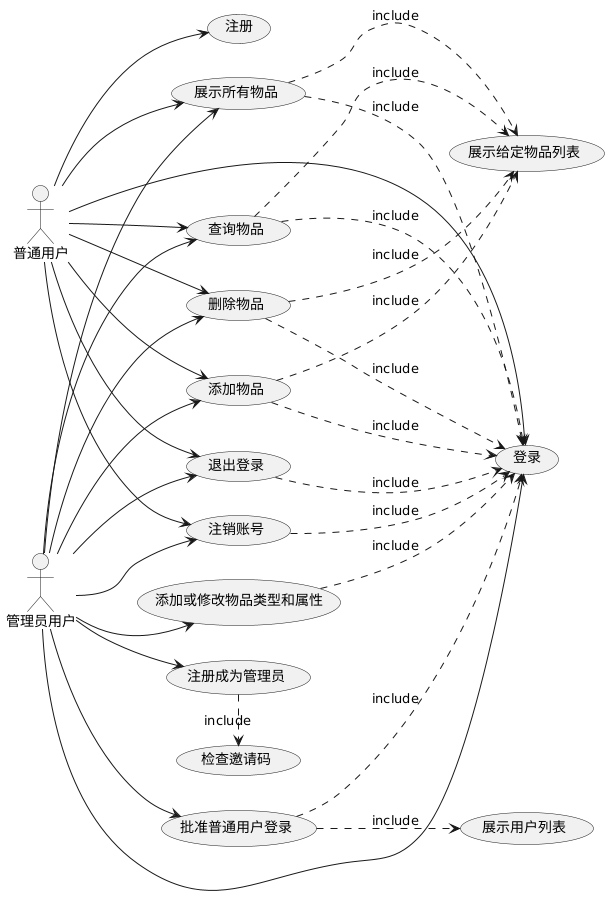 注册
include
展示所有物品
include
include
展示给定物品列表
普通用户
查询物品
include
删除物品
include
include
添加物品
include
include
退出登录
include
登录
注销账号
include
include
添加或修改物品类型和属性
管理员用户
注册成为管理员
include
include
检查邀请码
批准普通用户登录
include
展示用户列表